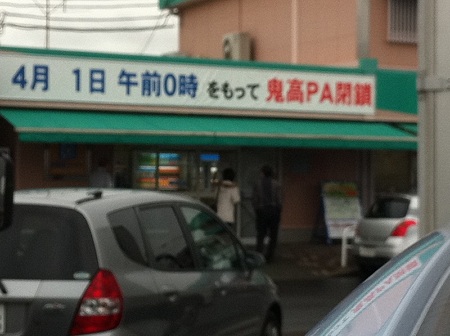 4月 1日 午前0時 をもって 鬼高PA閉鎖